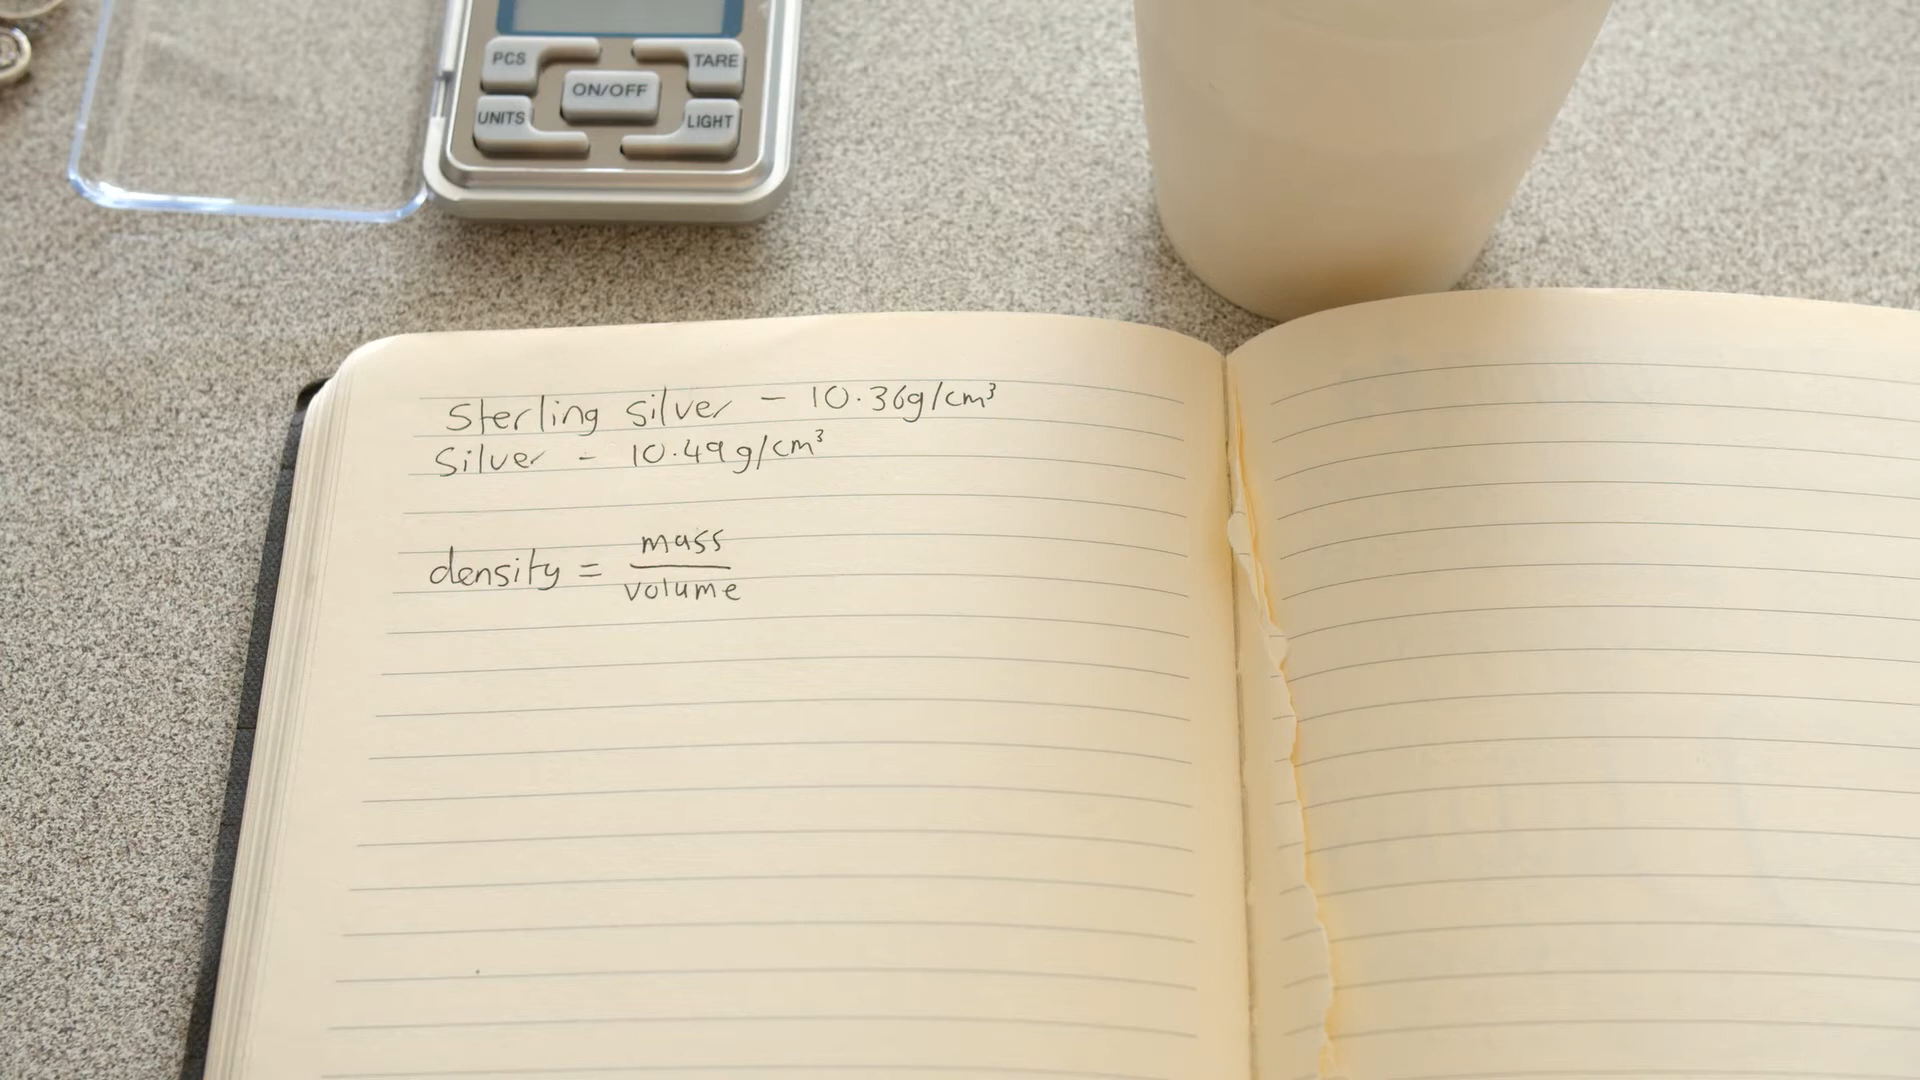 PCS
TARE
ON/OFF
UNITS
LIGHT
Sterling silver - 10.36g/cm³
Silver - 10.49g/cm³
density = mass
volume